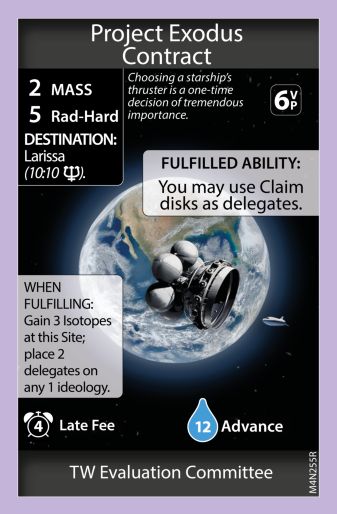 Project Exodus
Contract
2 MASS
5 Rad-Hard
DESTINATION:
Larissa
(10:10 ♆).
Choosing a starship's
thruster is a one-time
decision of tremendous
importance.
6VP
FULFILLED ABILITY:
You may use Claim
disks as delegates.
WHEN
FULFILLING:
Gain 3 Isotopes
at this Site;
place 2
delegates on
any 1 ideology.
4 Late Fee
12 Advance
TW Evaluation Committee
M4N255R